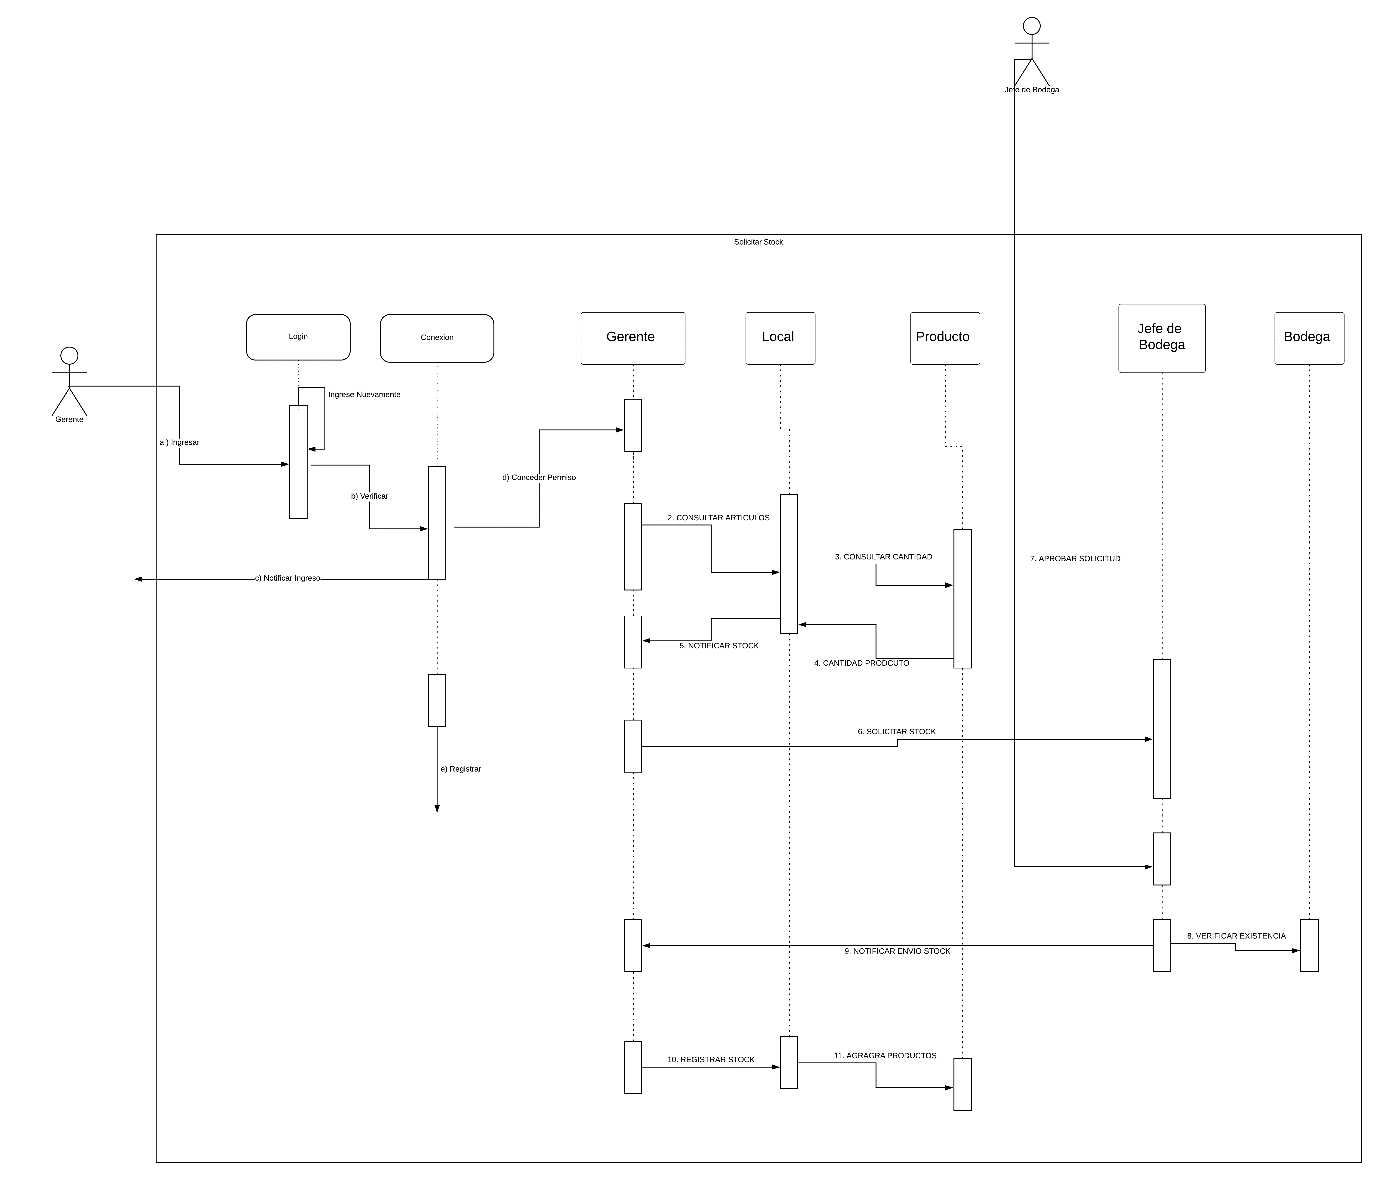 Jefe de Bodega
Solicitar Stock
Login
Conexion
Gerente
Local
Producto
Jefe de
Bodega
Bodega
Gerente
Ingrese Nuevamente
a ) Ingresar
b) Verificar
c) Notificar Ingreso
d) Conceder Permiso
e) Registrar
2. CONSULTAR ARTICULOS
3. CONSULTAR CANTIDAD
4. CANTIDAD PRODCUTO
5. NOTIFICAR STOCK
6. SOLICITAR STOCK
7. APROBAR SOLICITUD
8. VERIFICAR EXISTENCIA
9. NOTIFICAR ENVIO STOCK
10. REGISTRAR STOCK
11. AGRAGRA PRODUCTOS